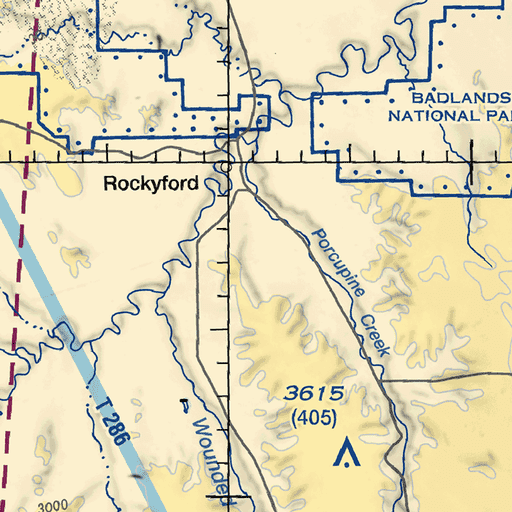 BADLANDS
NATIONAL PAR
Rockyford
Porcupine Creek
3615
(405)
T 286
Wounded
3000